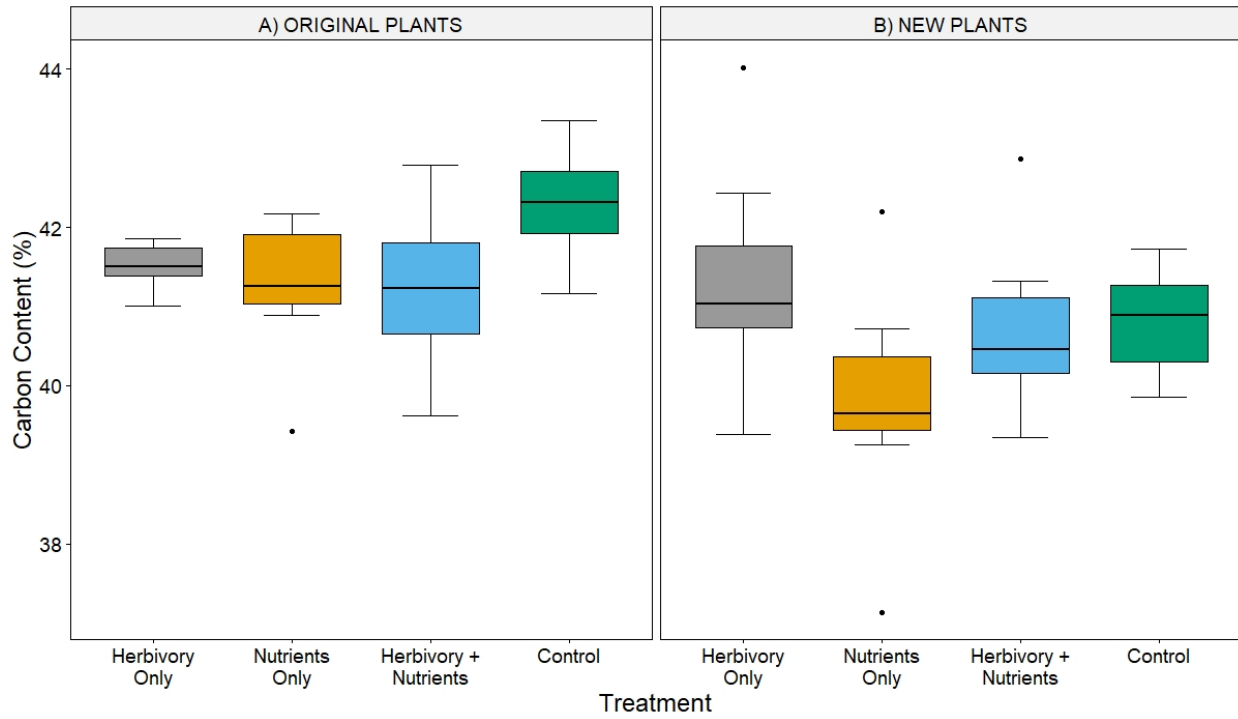 A) ORIGINAL PLANTS
B) NEW PLANTS
Carbon Content (%)
44
42
40
38
Herbivory
Only
Nutrients
Only
Herbivory +
Nutrients
Control
Herbivory
Only
Nutrients
Only
Herbivory +
Nutrients
Control
Treatment